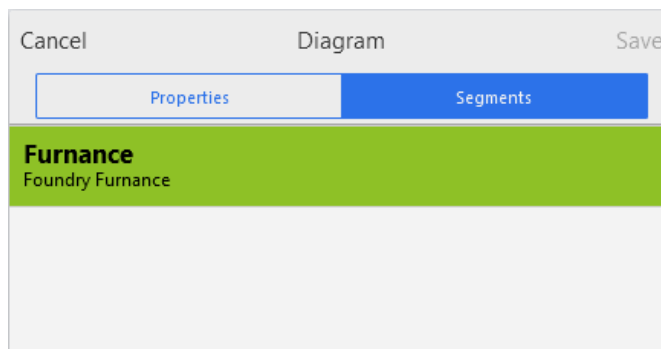 Cancel Diagram Save
Properties Segments
Furnance
Foundry Furnance